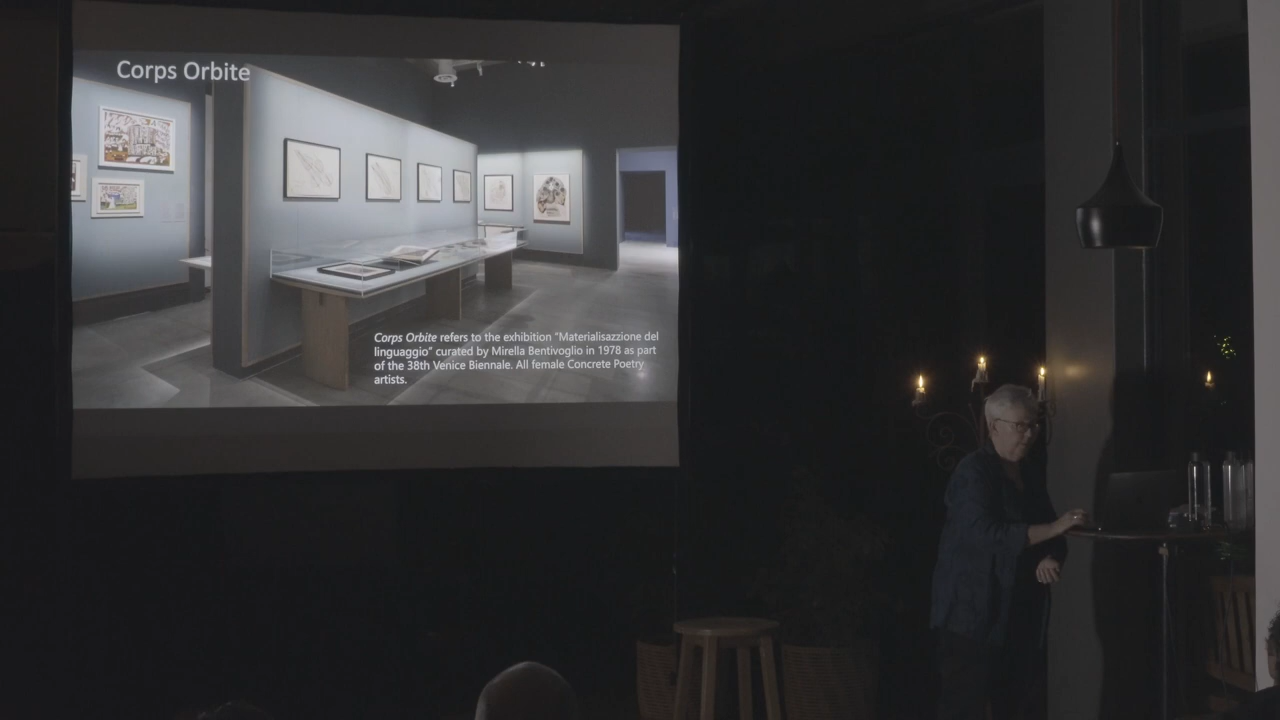 Corps Orbite
Corps Orbite refers to the exhibition "Materialisazzione del
linguaggio" curated by Mirella Bentivoglio in 1978 as part
of the 38th Venice Biennale. All female Concrete Poetry
artists.